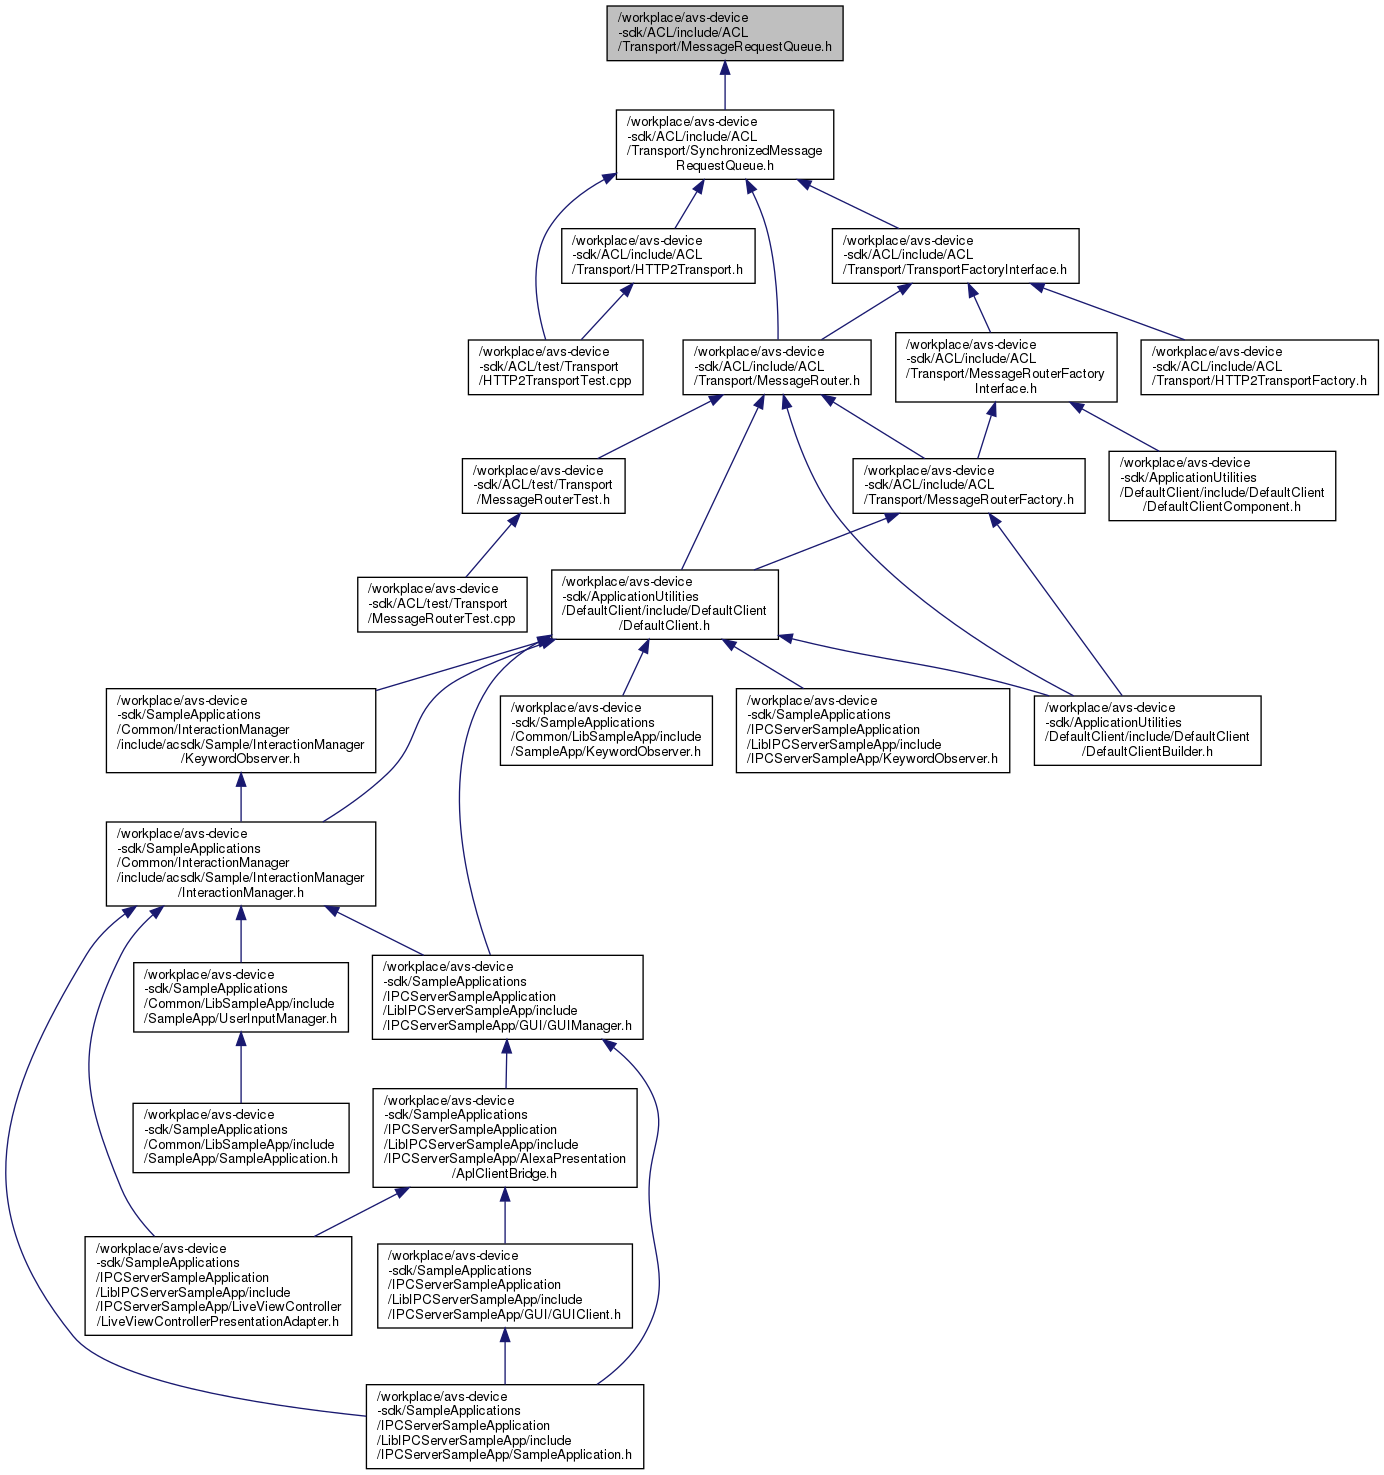 /workplace/avs-device
-sdk/ACL/include/ACL
/Transport/MessageRequestQueue.h
/workplace/avs-device
-sdk/ACL/include/ACL
/Transport/SynchronizedMessage
RequestQueue.h
/workplace/avs-device
-sdk/ACL/include/ACL
/Transport/HTTP2Transport.h
/workplace/avs-device
-sdk/ACL/include/ACL
/Transport/TransportFactoryInterface.h
/workplace/avs-device
-sdk/ACL/test/Transport
/HTTP2TransportTest.cpp
/workplace/avs-device
-sdk/ACL/include/ACL
/Transport/MessageRouter.h
/workplace/avs-device
-sdk/ACL/include/ACL
/Transport/MessageRouterFactory
Interface.h
/workplace/avs-device
-sdk/ACL/include/ACL
/Transport/HTTP2TransportFactory.h
/workplace/avs-device
-sdk/ACL/test/Transport
/MessageRouterTest.h
/workplace/avs-device
-sdk/ACL/include/ACL
/Transport/MessageRouterFactory.h
/workplace/avs-device
-sdk/ApplicationUtilities
/DefaultClient/include/DefaultClient
/DefaultClientComponent.h
/workplace/avs-device
-sdk/ACL/test/Transport
/MessageRouterTest.cpp
/workplace/avs-device
-sdk/ApplicationUtilities
/DefaultClient/include/DefaultClient
/DefaultClient.h
/workplace/avs-device
-sdk/SampleApplications
/Common/InteractionManager
/include/acsdk/Sample/InteractionManager
/KeywordObserver.h
/workplace/avs-device
-sdk/SampleApplications
/Common/LibSampleApp/include
/SampleApp/KeywordObserver.h
/workplace/avs-device
-sdk/SampleApplications
/IPCServerSampleApplication
/LibIPCServerSampleApp/include
/IPCServerSampleApp/KeywordObserver.h
/workplace/avs-device
-sdk/ApplicationUtilities
/DefaultClient/include/DefaultClient
/DefaultClientBuilder.h
/workplace/avs-device
-sdk/SampleApplications
/Common/InteractionManager
/include/acsdk/Sample/InteractionManager
/InteractionManager.h
/workplace/avs-device
-sdk/SampleApplications
/Common/LibSampleApp/include
/SampleApp/UserInputManager.h
/workplace/avs-device
-sdk/SampleApplications
/IPCServerSampleApplication
/LibIPCServerSampleApp/include
/IPCServerSampleApp/GUI/GUIManager.h
/workplace/avs-device
-sdk/SampleApplications
/Common/LibSampleApp/include
/SampleApp/SampleApplication.h
/workplace/avs-device
-sdk/SampleApplications
/IPCServerSampleApplication
/LibIPCServerSampleApp/include
/IPCServerSampleApp/AlexaPresentation
/AplClientBridge.h
/workplace/avs-device
-sdk/SampleApplications
/IPCServerSampleApplication
/LibIPCServerSampleApp/include
/IPCServerSampleApp/LiveViewController
/LiveViewControllerPresentationAdapter.h
/workplace/avs-device
-sdk/SampleApplications
/IPCServerSampleApplication
/LibIPCServerSampleApp/include
/IPCServerSampleApp/GUI/GUIClient.h
/workplace/avs-device
-sdk/SampleApplications
/IPCServerSampleApplication
/LibIPCServerSampleApp/include
/IPCServerSampleApp/SampleApplication.h